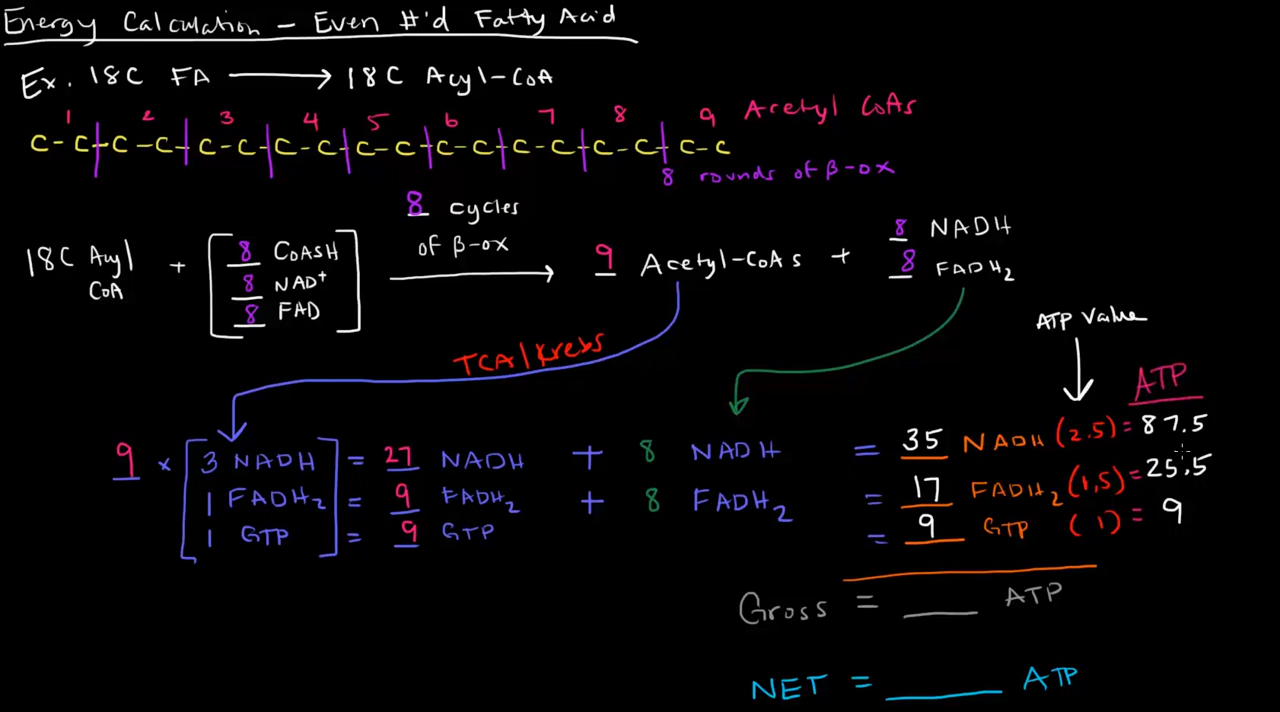 Energy Calculation - Even #'d Fatty Acid
Ex. 18C FA ⟶ 18C Acyl-CoA
1 2 3 4 5 6 7 8 9 Acetyl CoAs
C-C-C-C-C-C-C-C-C-C-C-C-C-C-C-C-C-C
8 rounds of β-ox
8 cycles
of β-ox
18C Acyl
CoA
+
8 CoASH
8 NAD+
8 FAD
9 Acetyl-CoAs +
8 NADH
8 FADH₂
TCA/Krebs
ATP Value
ATP
9 × [3 NADH] = 27 NADH + 8 NADH = 35 NADH (2.5) = 87.5
1 FADH₂ = 9 FADH₂ + 8 FADH₂ = 17 FADH₂ (1.5) = 25.5
1 GTP = 9 GTP = 9 GTP (1) = 9
Gross = ____ ATP
NET = ____ ATP